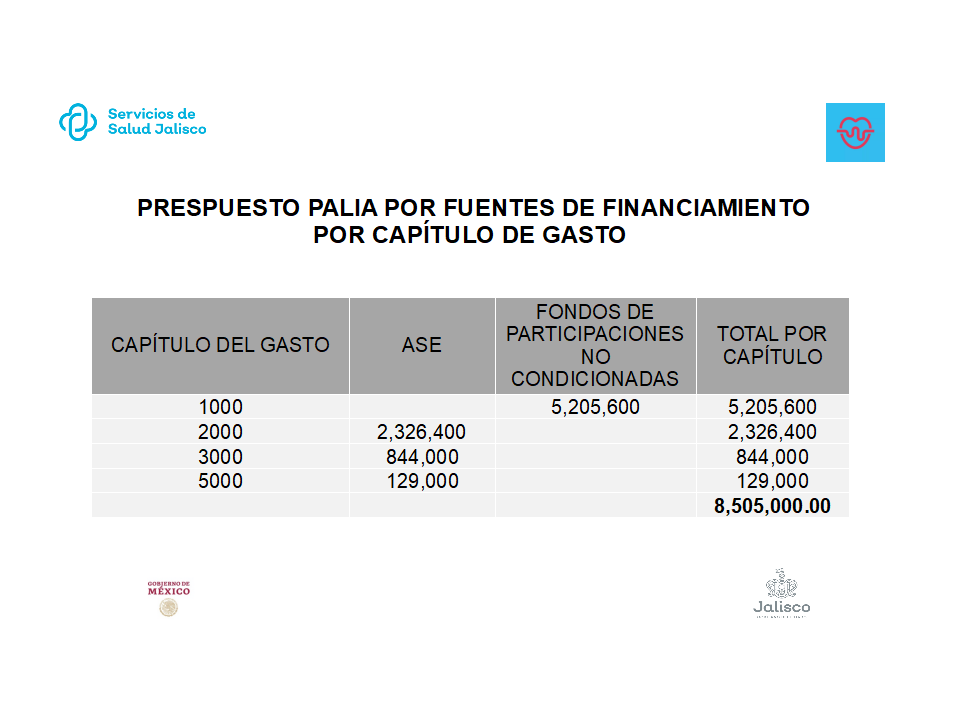 Servicios de
Salud Jalisco
PRESPUESTO PALIA POR FUENTES DE FINANCIAMIENTO
POR CAPÍTULO DE GASTO
CAPÍTULO DEL GASTO ASE FONDOS DE PARTICIPACIONES NO CONDICIONADAS TOTAL POR CAPÍTULO
1000 5,205,600 5,205,600
2000 2,326,400 2,326,400
3000 844,000 844,000
5000 129,000 129,000
8,505,000.00
GOBIERNO DE
MÉXICO
Jalisco